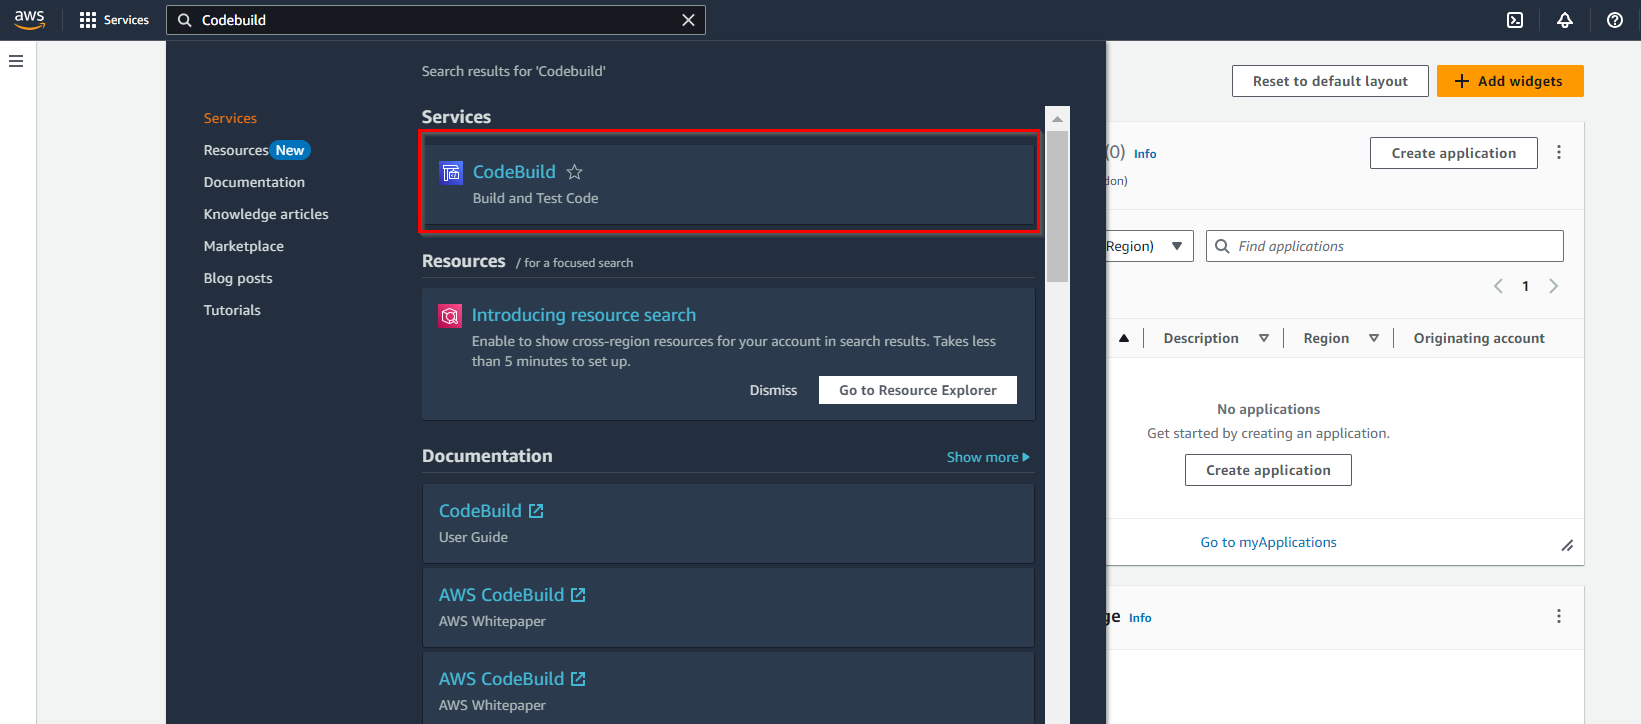 aws
Services
Codebuild
Search results for 'Codebuild'
Reset to default layout
Add widgets
Services
Resources New
Documentation
Knowledge articles
Marketplace
Blog posts
Tutorials
Services
CodeBuild
Build and Test Code
Resources / for a focused search
Introducing resource search
Enable to show cross-region resources for your account in search results. Takes less
than 5 minutes to set up.
Dismiss
Go to Resource Explorer
Documentation
Show more
CodeBuild
User Guide
AWS CodeBuild
AWS Whitepaper
AWS CodeBuild
AWS Whitepaper
(0) Info
Create application
don)
Region)
Find applications
1
Description
Region
Originating account
No applications
Get started by creating an application.
Create application
Go to myApplications
ge Info